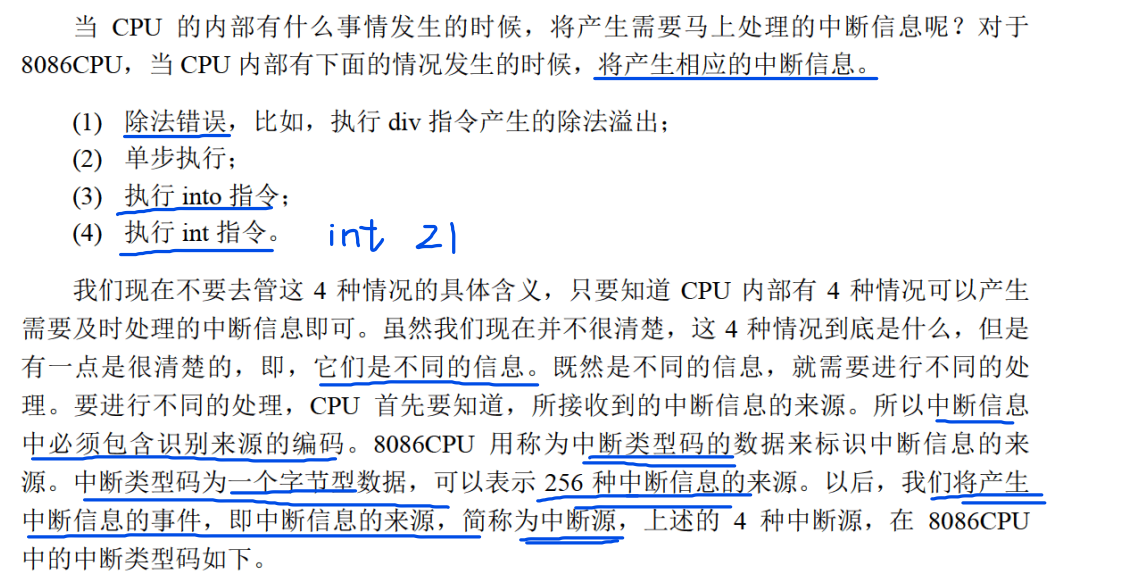 当 CPU 的内部有什么事情发生的时候，将产生需要马上处理的中断信息呢？对于
8086CPU，当 CPU 内部有下面的情况发生的时候，将产生相应的中断信息。
(1) 除法错误，比如，执行 div 指令产生的除法溢出；
(2) 单步执行；
(3) 执行 into 指令；
(4) 执行 int 指令。 int 21
我们现在不要去管这 4 种情况的具体含义，只要知道 CPU 内部有 4 种情况可以产生
需要及时处理的中断信息即可。虽然我们现在并不很清楚，这 4 种情况到底是什么，但是
有一点是很清楚的，即，它们是不同的信息。既然是不同的信息，就需要进行不同的处
理。要进行不同的处理，CPU 首先要知道，所接收到的中断信息的来源。所以中断信息
中必须包含识别来源的编码。8086CPU 用称为中断类型码的数据来标识中断信息的来
源。中断类型码为一个字节型数据，可以表示 256 种中断信息的来源。以后，我们将产生
中断信息的事件，即中断信息的来源，简称为中断源，上述的 4 种中断源，在 8086CPU
中的中断类型码如下。